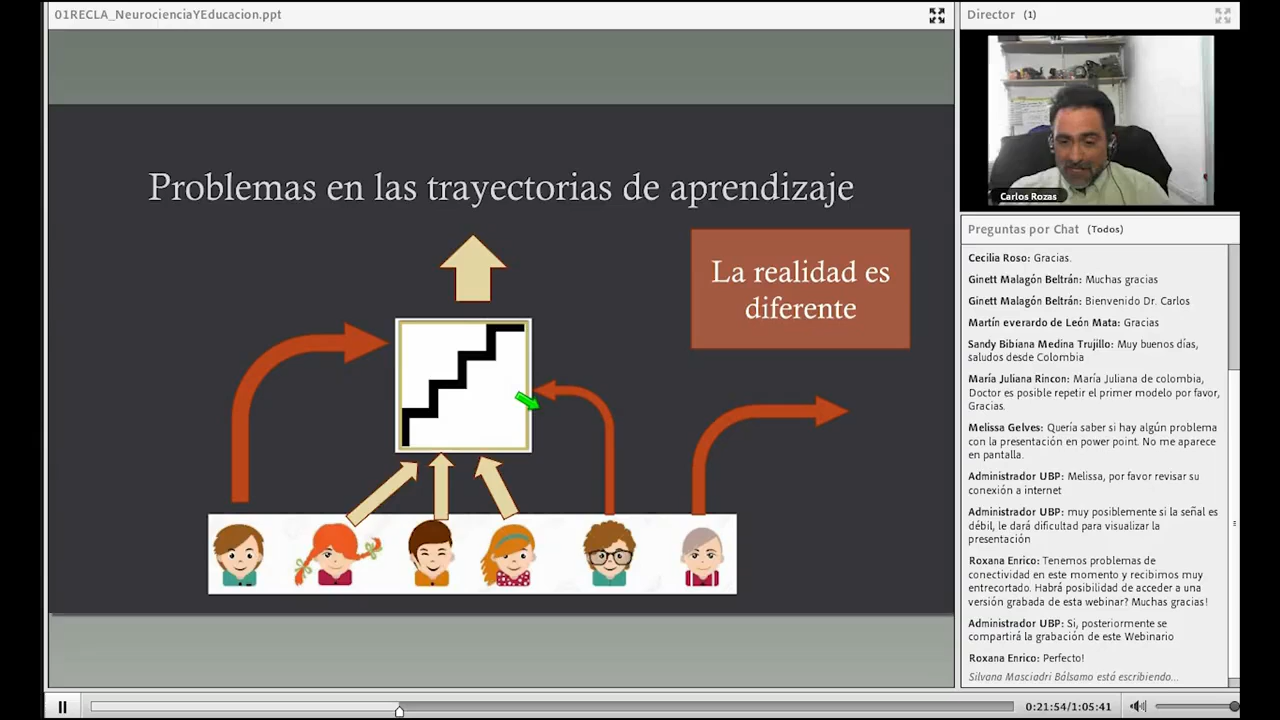 01RECLA_NeurocienciaYEducacion.ppt
Problemas en las trayectorias de aprendizaje
La realidad es
diferente
Director (1)
Carlos Rozas
Preguntas por Chat (Todos)
Cecilia Roso: Gracias.
Ginett Malagón Beltrán: Muchas gracias
Ginett Malagón Beltrán: Bienvenido Dr. Carlos
Martín everardo de León Mata: Gracias
Sandy Bibiana Medina Trujillo: Muy buenos días,
saludos desde Colombia
María Juliana Rincon: María Juliana de colombia,
Doctor es posible repetir el primer modelo por favor,
Gracias.
Melissa Gelves: Quería saber si hay algún problema
con la presentación en power point. No me aparece
en pantalla.
Administrador UBP: Melissa, por favor revisar su
conexión a internet
Administrador UBP: muy posiblemente si la señal es
débil, le dará dificultad para visualizar la
presentación
Roxana Enrico: Tenemos problemas de
conectividad en este momento y recibimos muy
entrecortado. Habrá posibilidad de acceder a una
versión grabada de esta webinar? Muchas gracias!
Administrador UBP: Si, posteriormente se
compartirá la grabación de este Webinario
Roxana Enrico: Perfecto!
Silvana Masciadri Bálsamo está escribiendo...
0:21:54/1:05:41